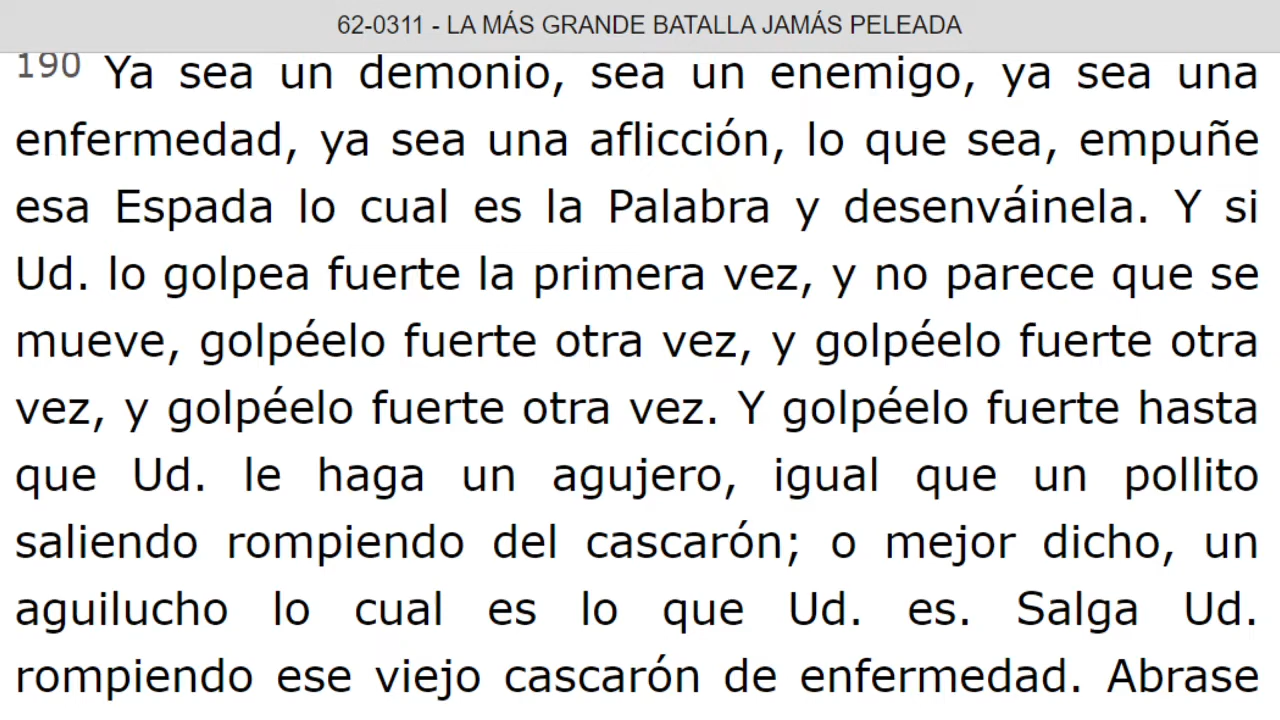 62-0311 - LA MÁS GRANDE BATALLA JAMÁS PELEADA
190 Ya sea un demonio, sea un enemigo, ya sea una
enfermedad, ya sea una aflicción, lo que sea, empuñe
esa Espada lo cual es la Palabra y desenváinela. Y si
Ud. lo golpea fuerte la primera vez, y no parece que se
mueve, golpéelo fuerte otra vez, y golpéelo fuerte otra
vez, y golpéelo fuerte otra vez. Y golpéelo fuerte hasta
que Ud. le haga un agujero, igual que un pollito
saliendo rompiendo del cascarón; o mejor dicho, un
aguilucho lo cual es lo que Ud. es. Salga Ud.
rompiendo ese viejo cascarón de enfermedad. Abrase